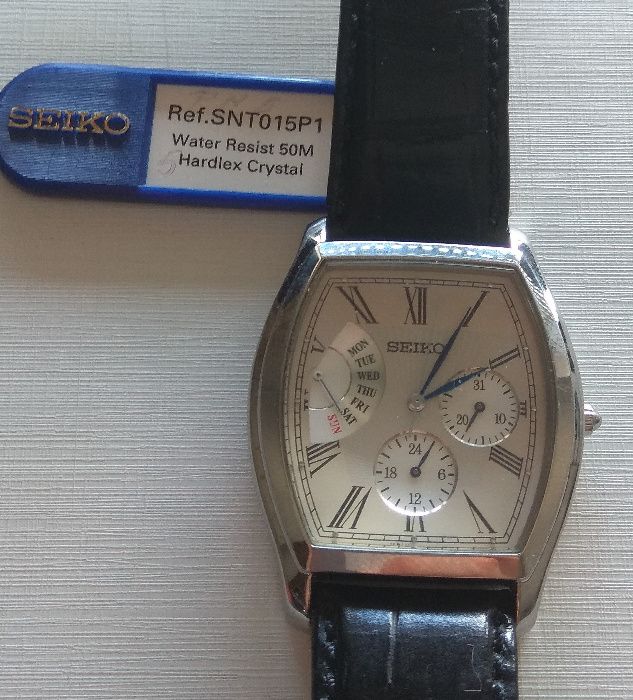 SEIKO
Ref.SNT015P1
Water Resist 50M
Hardlex Crystal
SEIKO
XII
MON
TUE
WED
THU
FRI
SAT
SUN
31
20 10
24
18 6
12